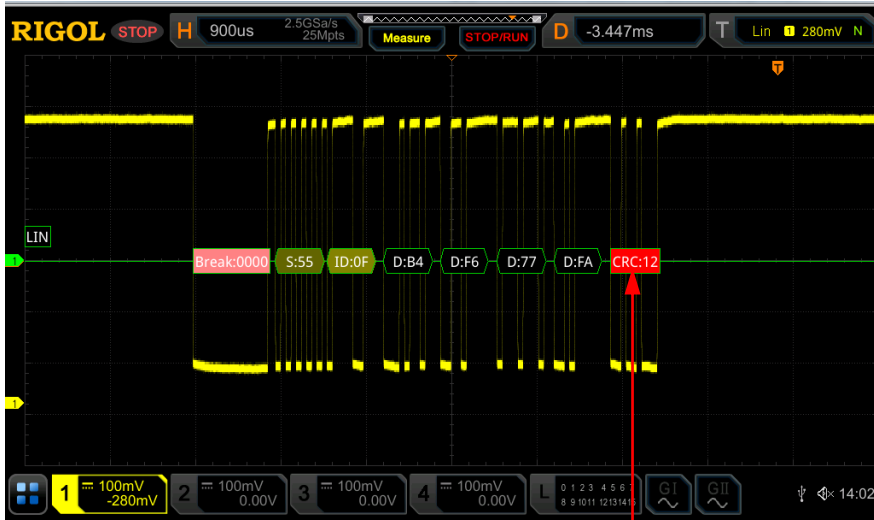 RIGOL STOP H 900us 2.5GSa/s 25Mpts Measure STOP/RUN D -3.447ms T Lin 1 280mV N
T
LIN
1 Break:0000 S:55 ID:0F D:B4 D:F6 D:77 D:FA CRC:12
1
1 100mV -280mV 2 100mV 0.00V 3 100mV 0.00V 4 100mV 0.00V L 0 1 2 3 4 5 6 7 8 9 10 11 12 13 14 15 GI GII 14:02